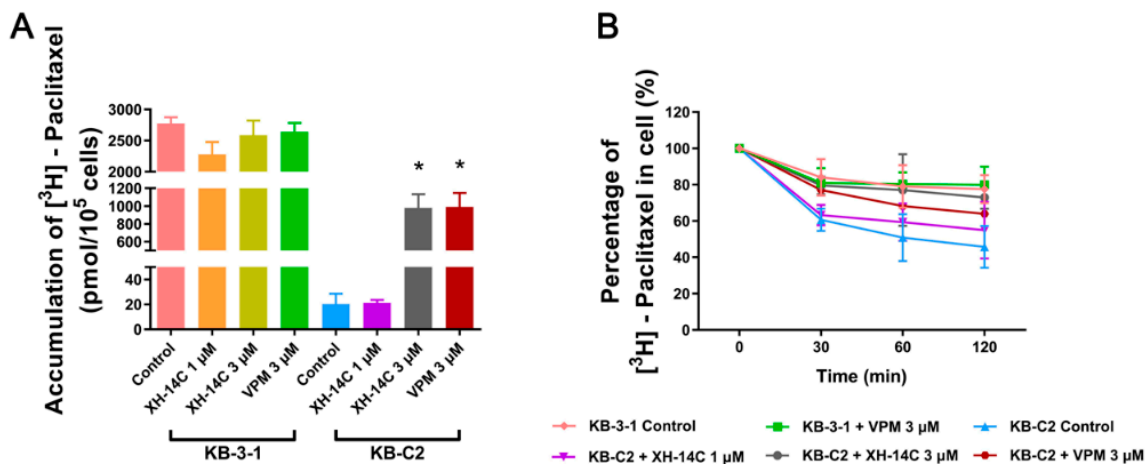 A
Accumulation of [³H] - Paclitaxel
(pmol/10⁵ cells)
3000
2500
2000
1200
1000
800
600
40
20
0
Control
XH-14C 1 μM
XH-14C 3 μM
VPM 3 μM
Control
XH-14C 1 μM
XH-14C 3 μM
VPM 3 μM
* *
KB-3-1
KB-C2
B
Percentage of
[³H] - Paclitaxel in cell (%)
120
100
80
60
40
20
0
0 30 60 120
Time (min)
KB-3-1 Control
KB-3-1 + VPM 3 μM
KB-C2 Control
KB-C2 + XH-14C 1 μM
KB-C2 + XH-14C 3 μM
KB-C2 + VPM 3 μM